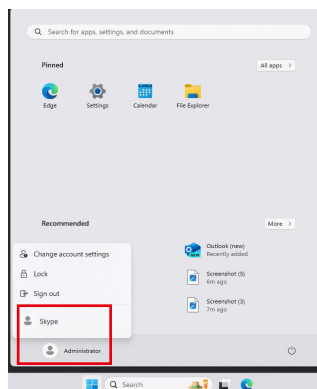 Search for apps, settings, and documents
Pinned
All apps >
Edge
Settings
Calendar
File Explorer
Recommended
More >
Change account settings
Lock
Sign out
Skype
Administrator
Outlook (new)
Recently added
Screenshot (5)
6m ago
Screenshot (3)
7m ago
Search